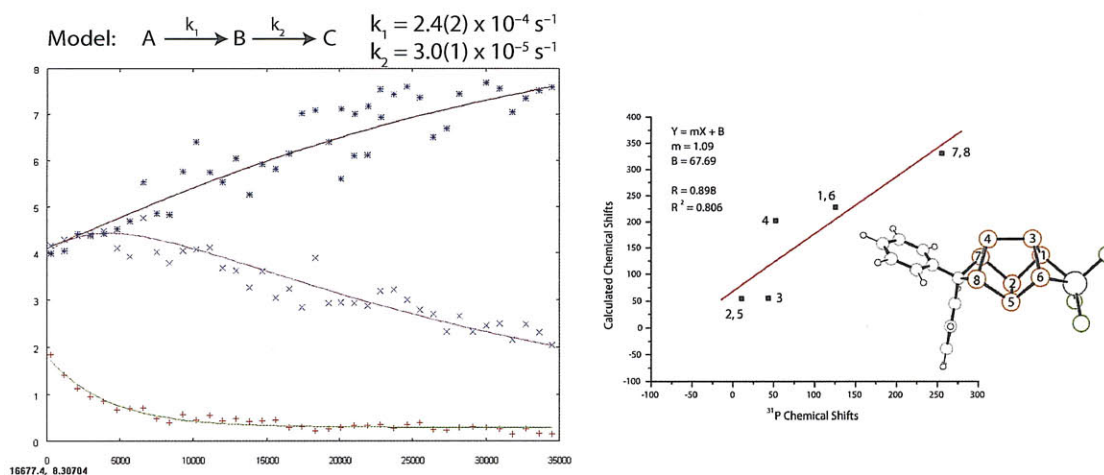 Model: A k₁ B k₂ C
k₁ = 2.4(2) x 10⁻⁴ s⁻¹
k₂ = 3.0(1) x 10⁻⁵ s⁻¹
8
7
6
5
4
3
2
1
0
0 5000 10000 15000 20000 25000 30000 35000
16677.4, 8.30704
Calculated Chemical Shifts
400
350
300
250
200
150
100
50
0
-50
-100
Y = mX + B
m = 1.09
B = 67.69
R = 0.898
R² = 0.806
7,8
1,6
4
3
2,5
4 3
7 1
8 2 6
5
-100 -50 0 50 100 150 200 250 300
³¹P Chemical Shifts